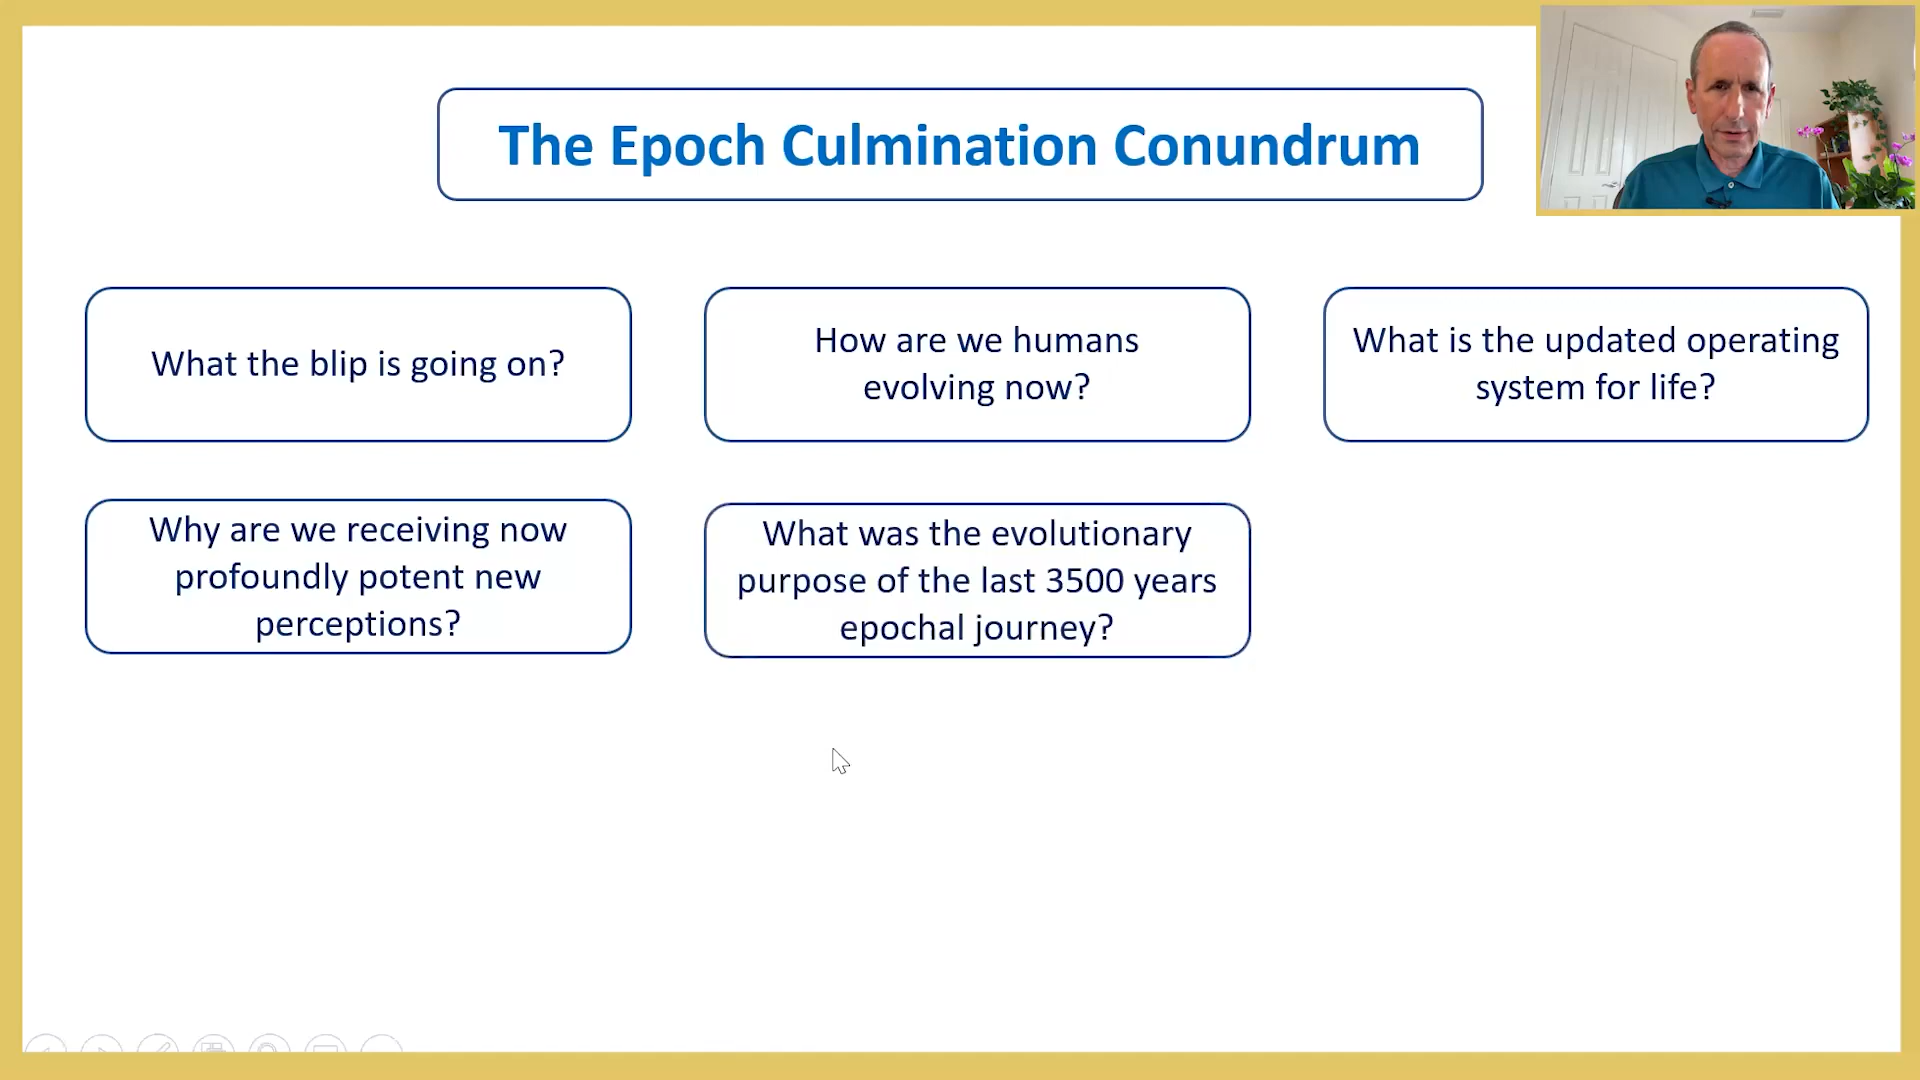 The Epoch Culmination Conundrum
What the blip is going on?
How are we humans
evolving now?
What is the updated operating
system for life?
Why are we receiving now
profoundly potent new
perceptions?
What was the evolutionary
purpose of the last 3500 years
epochal journey?